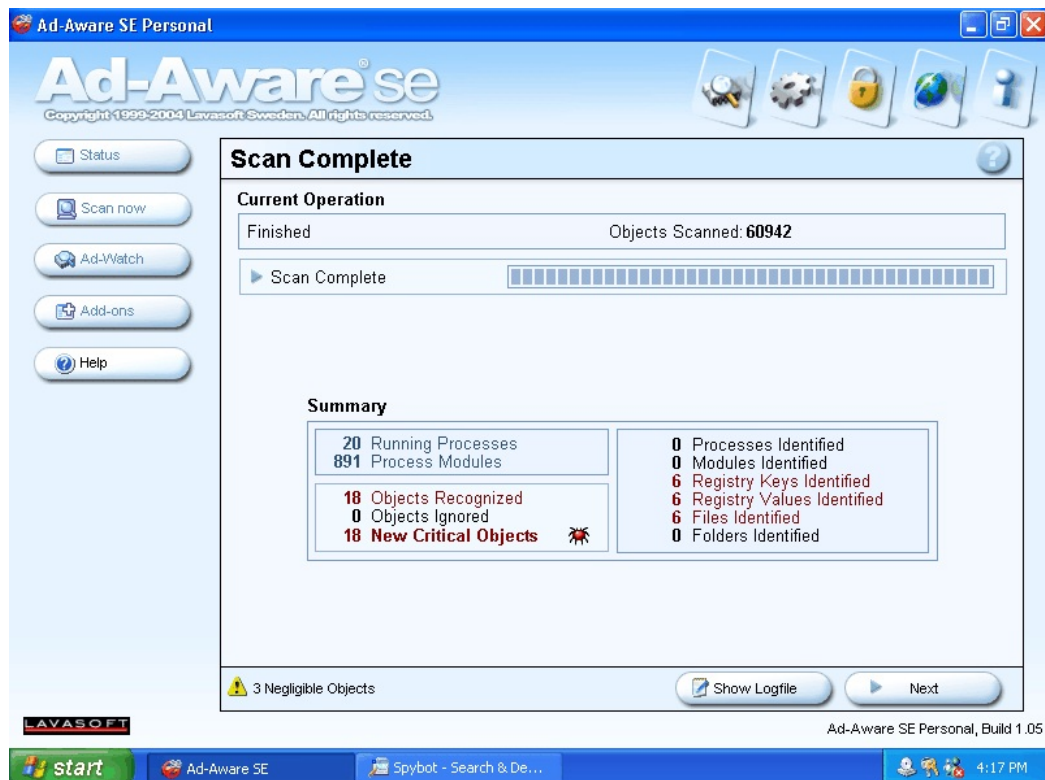 Ad-Aware SE Personal
Ad-Aware® se
Copyright 1999-2004 Lavasoft Sweden. All rights reserved.
Status
Scan now
Ad-Watch
Add-ons
Help
Scan Complete
Current Operation
Finished Objects Scanned: 60942
Scan Complete
Summary
20 Running Processes
891 Process Modules
18 Objects Recognized
0 Objects Ignored
18 New Critical Objects
0 Processes Identified
0 Modules Identified
6 Registry Keys Identified
6 Registry Values Identified
6 Files Identified
0 Folders Identified
3 Negligible Objects
Show Logfile
Next
LAVASOFT
Ad-Aware SE Personal, Build 1.05
start
Ad-Aware SE
Spybot - Search & De...
4:17 PM